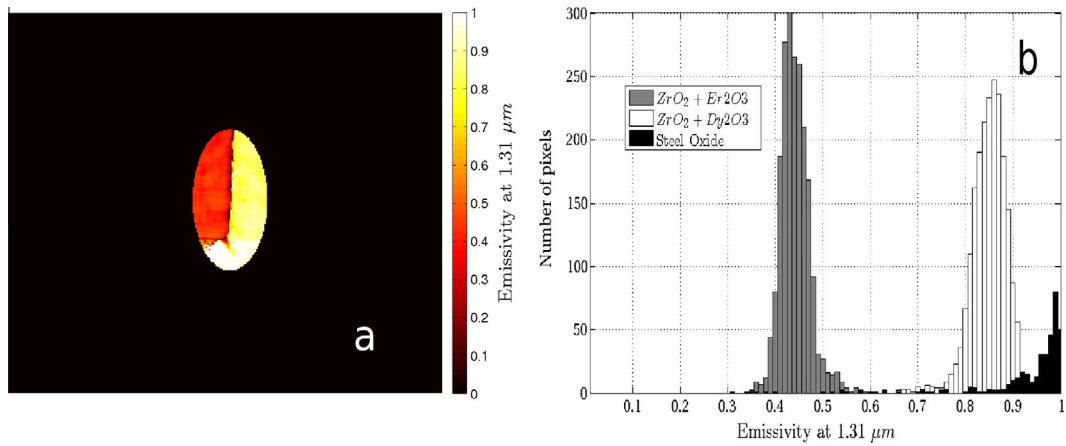 1
0.9
0.8
0.7
0.6
0.5
0.4
0.3
0.2
0.1
0
Emissivity at 1.31 μm
a
300
250
200
150
100
50
0
Number of pixels
b
ZrO₂ + Er2O3
ZrO₂ + Dy2O3
Steel Oxide
0.1 0.2 0.3 0.4 0.5 0.6 0.7 0.8 0.9 1
Emissivity at 1.31 μm